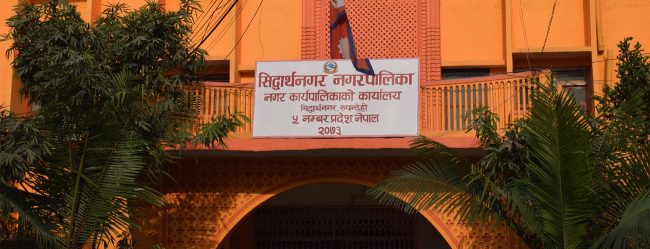 सिद्धार्थनगर नगरपालिका
नगर कार्यपालिकाको कार्यालय
सिद्धार्थनगर, रुपन्देही
५ नम्बर प्रदेश नेपाल
२०७३